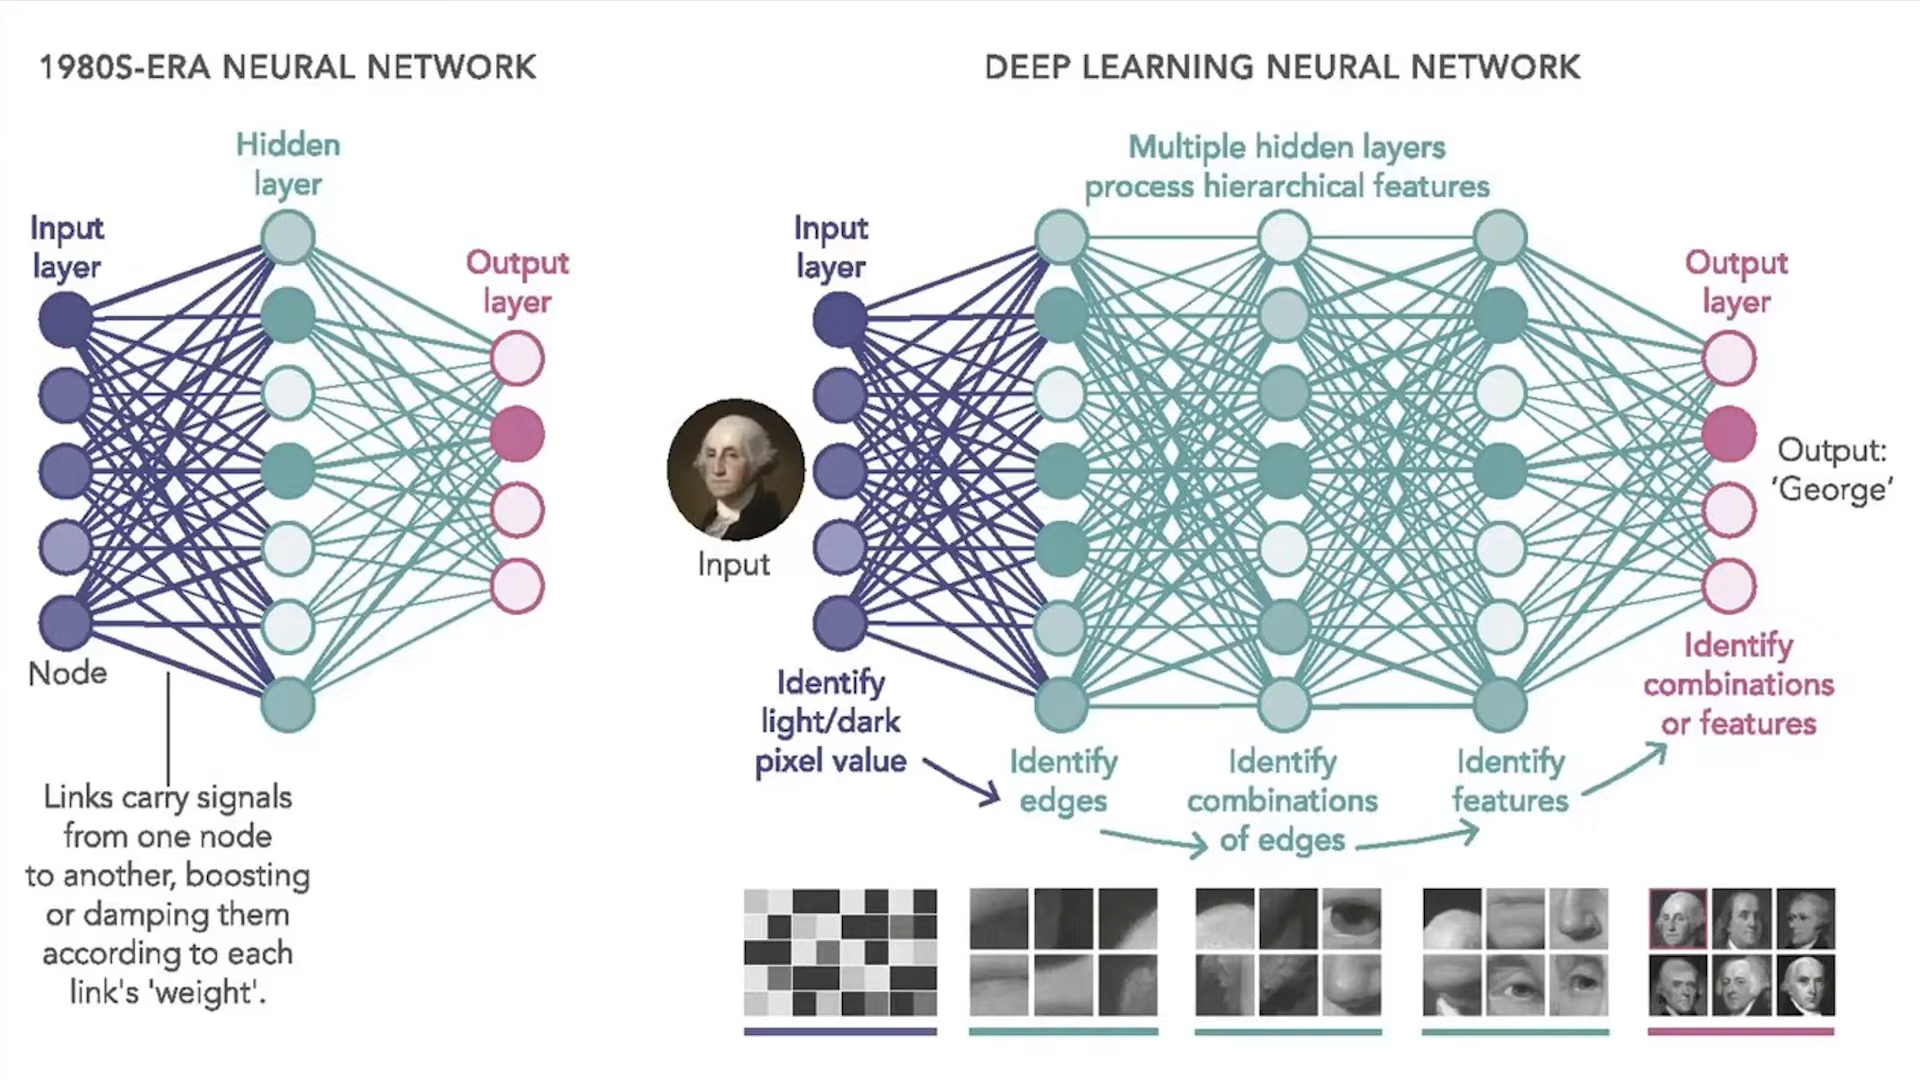 1980S-ERA NEURAL NETWORK
Hidden
layer
Input
layer
Output
layer
Node
Links carry signals
from one node
to another, boosting
or damping them
according to each
link's 'weight'.
DEEP LEARNING NEURAL NETWORK
Multiple hidden layers
process hierarchical features
Input
layer
Output
layer
Input
Output:
‘George’
Identify
light/dark
pixel value
Identify
edges
Identify
combinations
of edges
Identify
features
Identify
combinations
or features